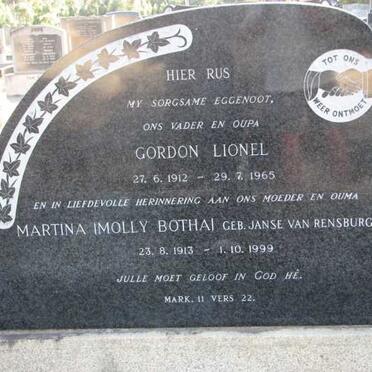 TOT ONS
WEER ONTMOET
HIER RUS
MY SORGSAME EGGENOOT,
ONS VADER EN OUPA
GORDON LIONEL
27. 6. 1912 - 29. 7. 1965
EN IN LIEFDEVOLLE HERINNERING AAN ONS MOEDER EN OUMA
MARTINA (MOLLY BOTHA) GEB. JANSE VAN RENSBURG
23. 8. 1913 - 1. 10. 1999
JULLE MOET GELOOF IN GOD HÊ.
MARK. 11 VERS 22.